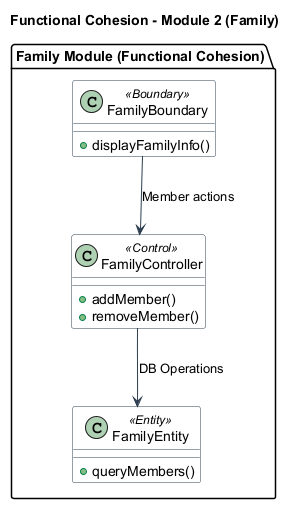 Functional Cohesion - Module 2 (Family)
Family Module (Functional Cohesion)
C
«Boundary»
FamilyBoundary
displayFamilyInfo()
Member actions
C
«Control»
FamilyController
addMember()
removeMember()
DB Operations
C
«Entity»
FamilyEntity
queryMembers()